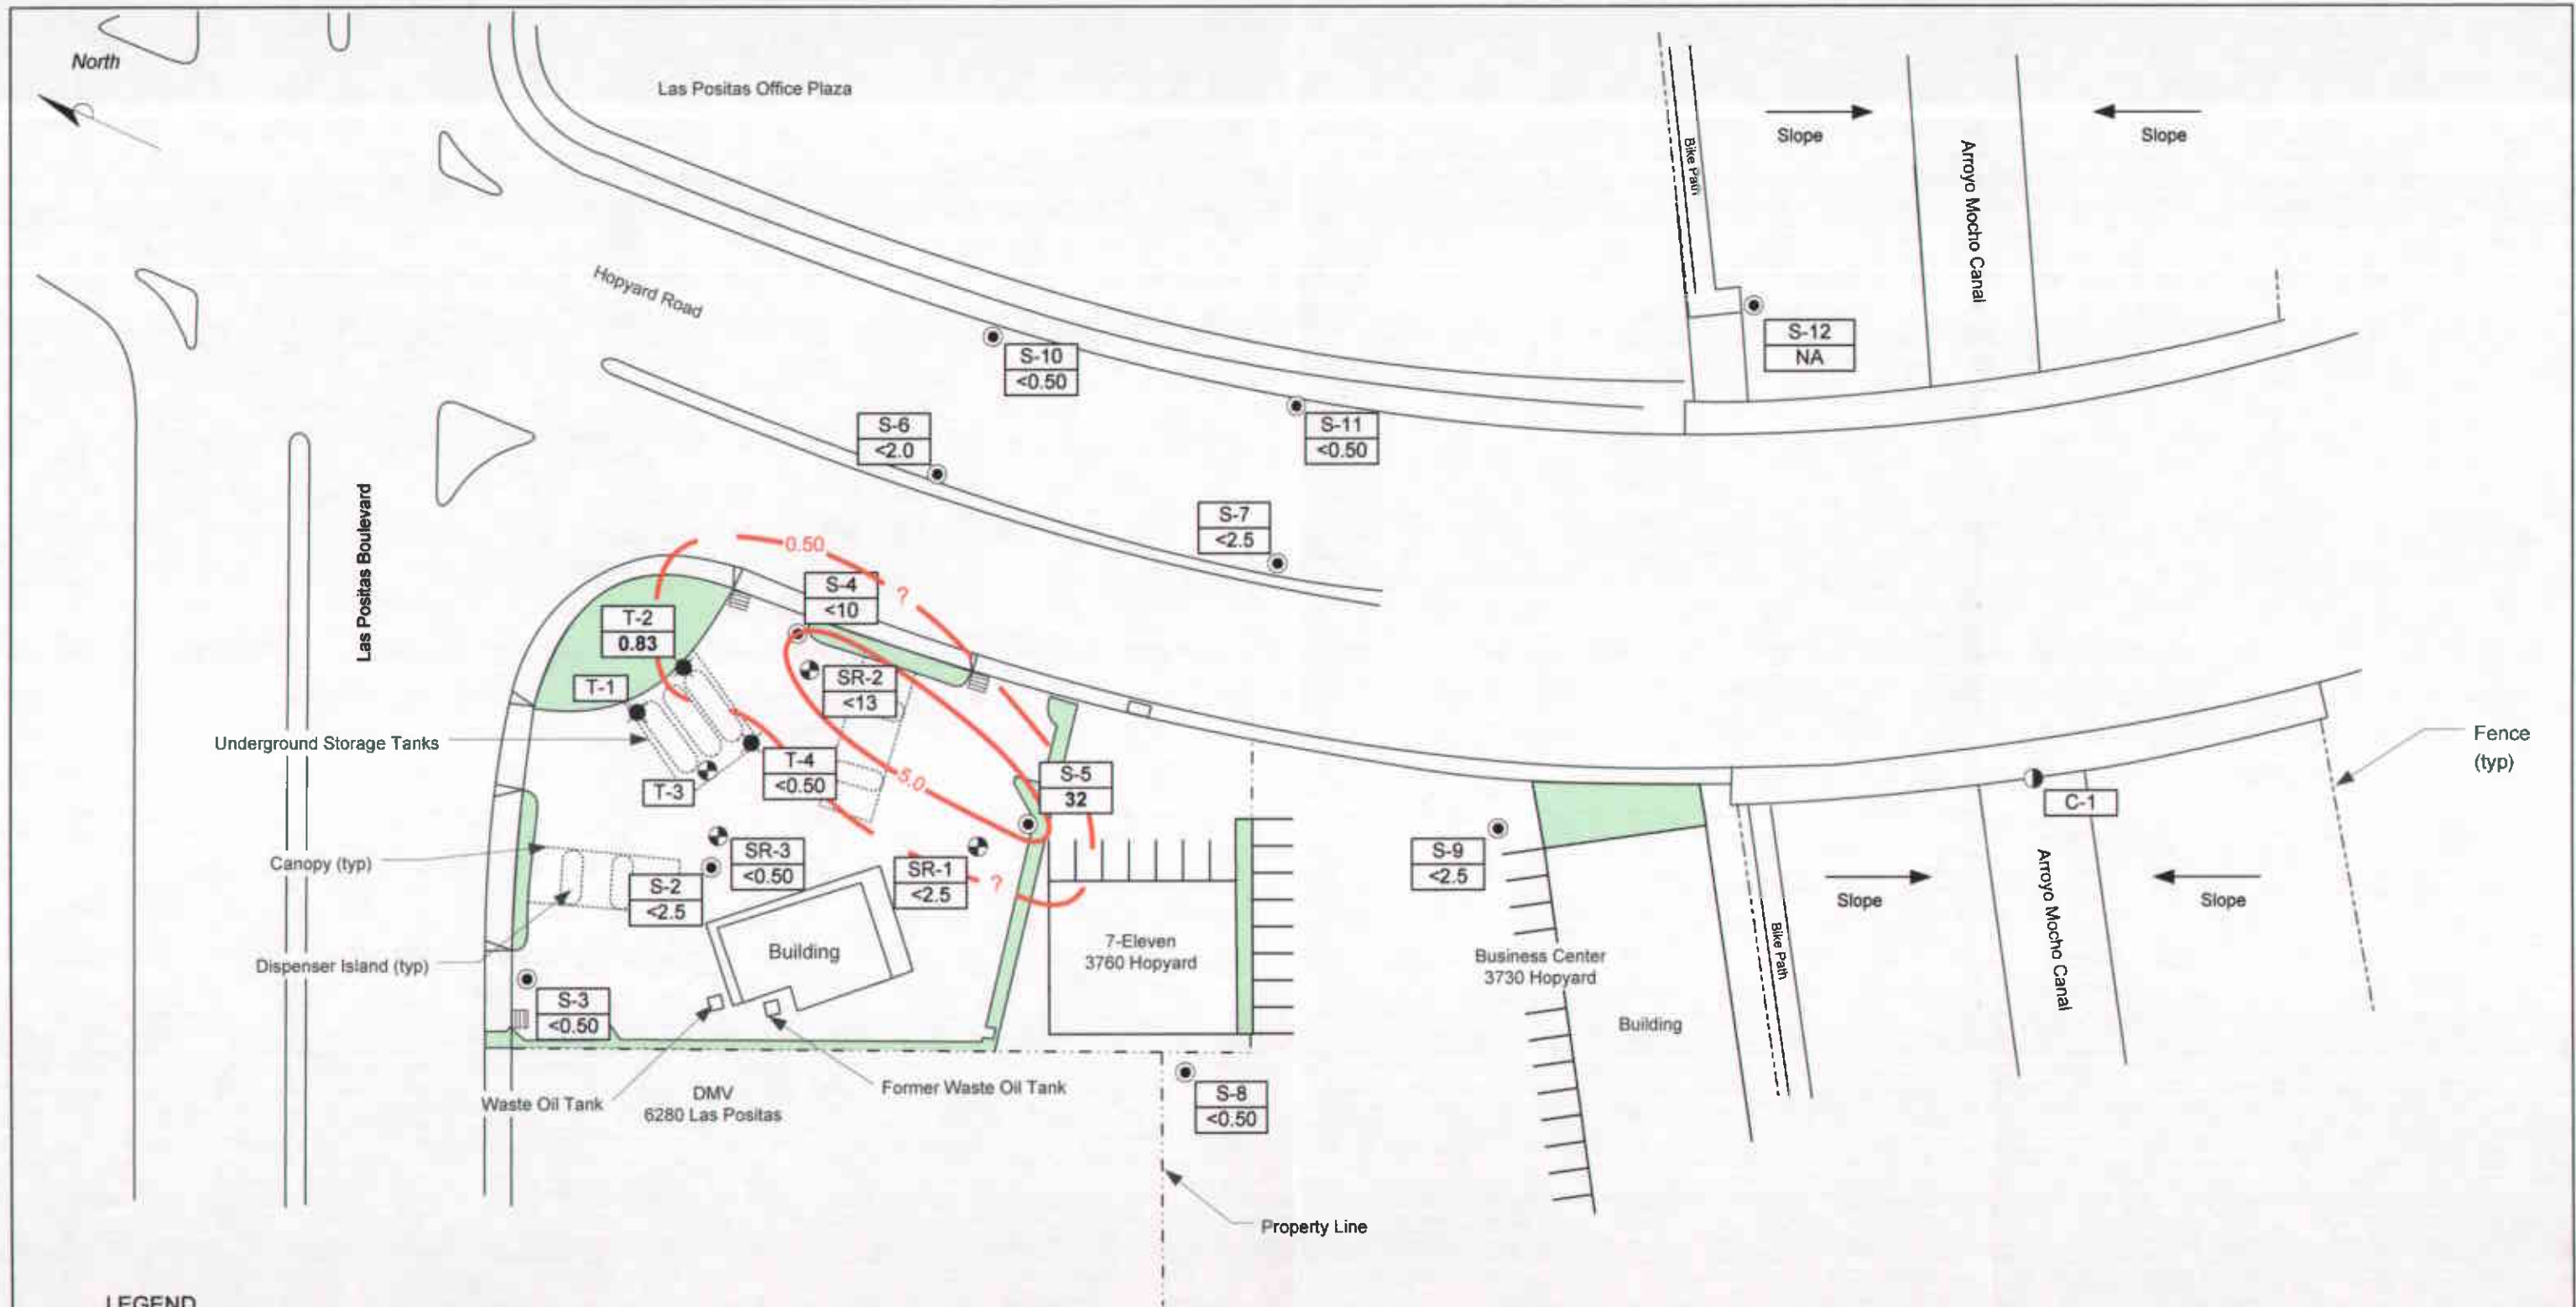 North
Las Positas Office Plaza
Slope
Slope
Bike Path
Arroyo Mocho Canal
Hopyard Road
S-12
NA
S-10
<0.50
S-11
<0.50
S-6
<2.0
S-7
<2.5
Las Positas Boulevard
0.50
?
S-4
<10
T-2
0.83
T-1
SR-2
<13
Underground Storage Tanks
T-4
<0.50
T-3
5.0
S-5
32
Fence
(typ)
C-1
Canopy (typ)
SR-3
<0.50
S-2
<2.5
SR-1
<2.5
?
S-9
<2.5
Slope
Slope
Arroyo Mocho Canal
Bike Path
Building
7-Eleven
3760 Hopyard
Business Center
3730 Hopyard
Dispenser Island (typ)
S-3
<0.50
Building
Waste Oil Tank
DMV
6280 Las Positas
Former Waste Oil Tank
S-8
<0.50
Property Line
LEGEND